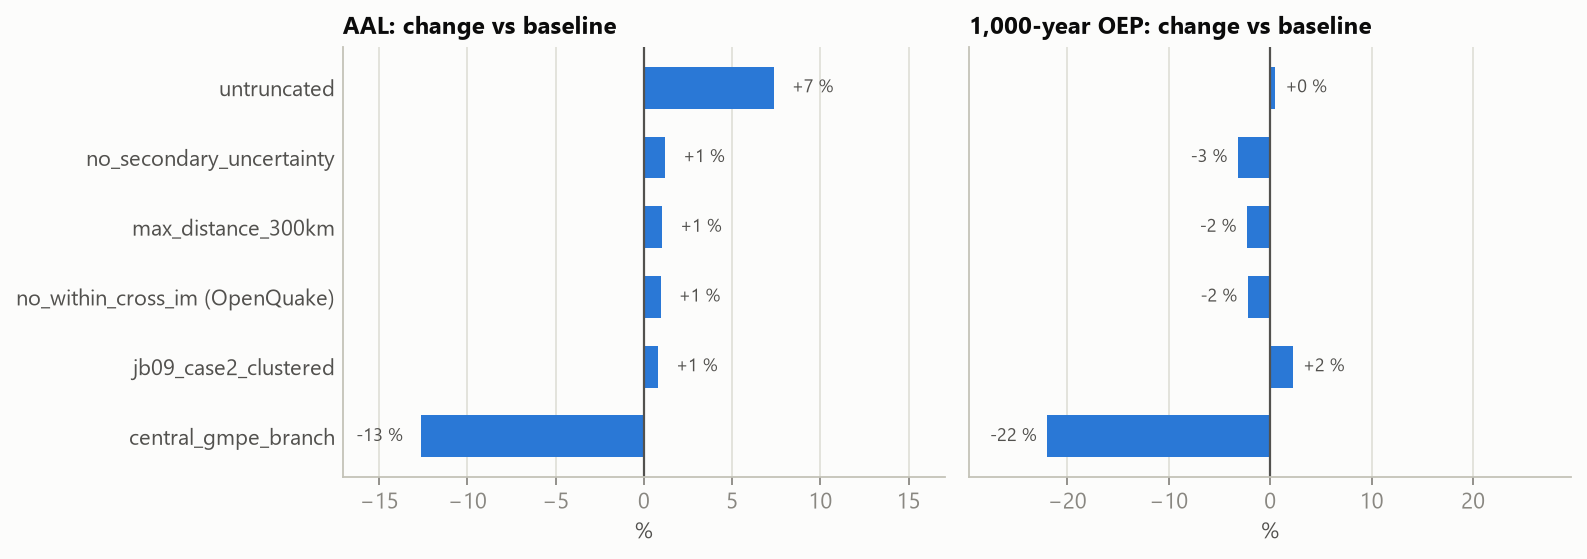 AAL: change vs baseline
untruncated
+7 %
no_secondary_uncertainty
+1 %
max_distance_300km
+1 %
no_within_cross_im (OpenQuake)
+1 %
jb09_case2_clustered
+1 %
central_gmpe_branch
-13 %
−15 −10 −5 0 5 10 15
%
1,000-year OEP: change vs baseline
+0 %
-3 %
-2 %
-2 %
+2 %
-22 %
−20 −10 0 10 20
%